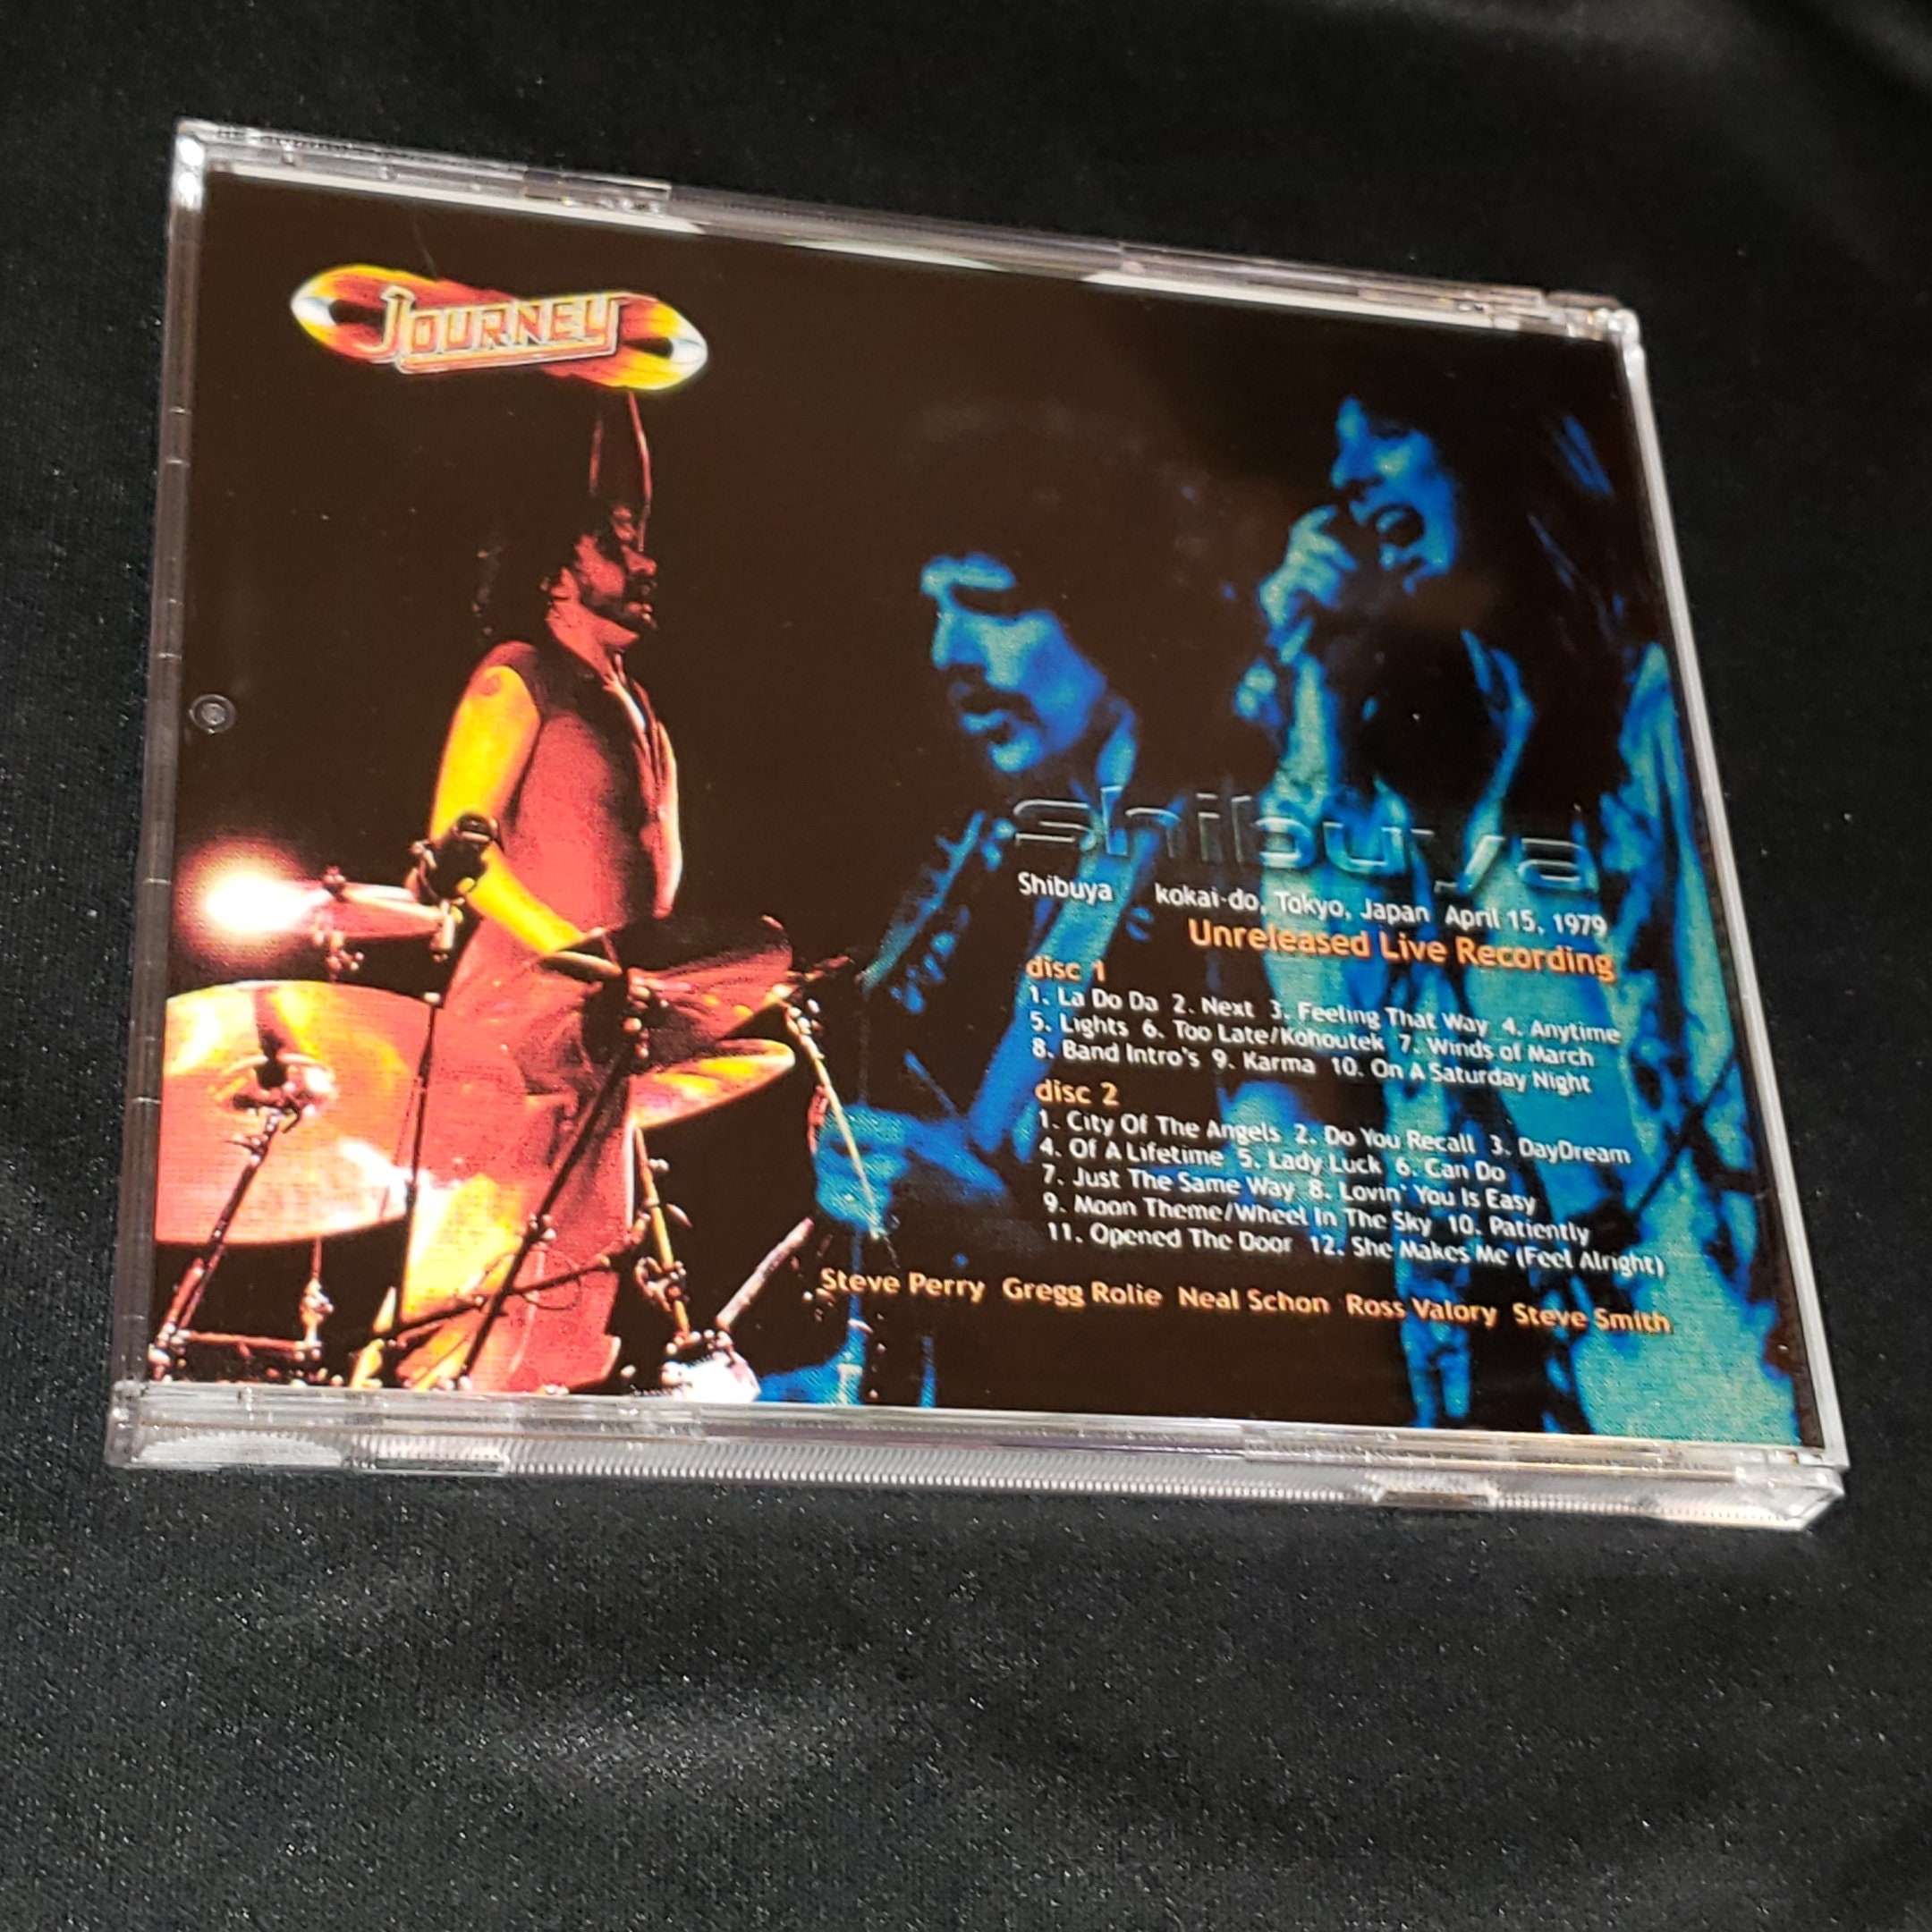 JOURNEY
shibuya
Shibuya kokai-do, Tokyo, Japan April 15, 1979
Unreleased Live Recording
disc 1
1. La Do Da 2. Next 3. Feeling That Way 4. Anytime
5. Lights 6. Too Late/Kohoutek 7. Winds of March
8. Band Intro's 9. Karma 10. On A Saturday Night
disc 2
1. City Of The Angels 2. Do You Recall 3. DayDream
4. Of A Lifetime 5. Lady Luck 6. Can Do
7. Just The Same Way 8. Lovin' You Is Easy
9. Moon Theme/Wheel In The Sky 10. Patiently
11. Opened The Door 12. She Makes Me (Feel Alright)
Steve Perry Gregg Rolie Neal Schon Ross Valory Steve Smith